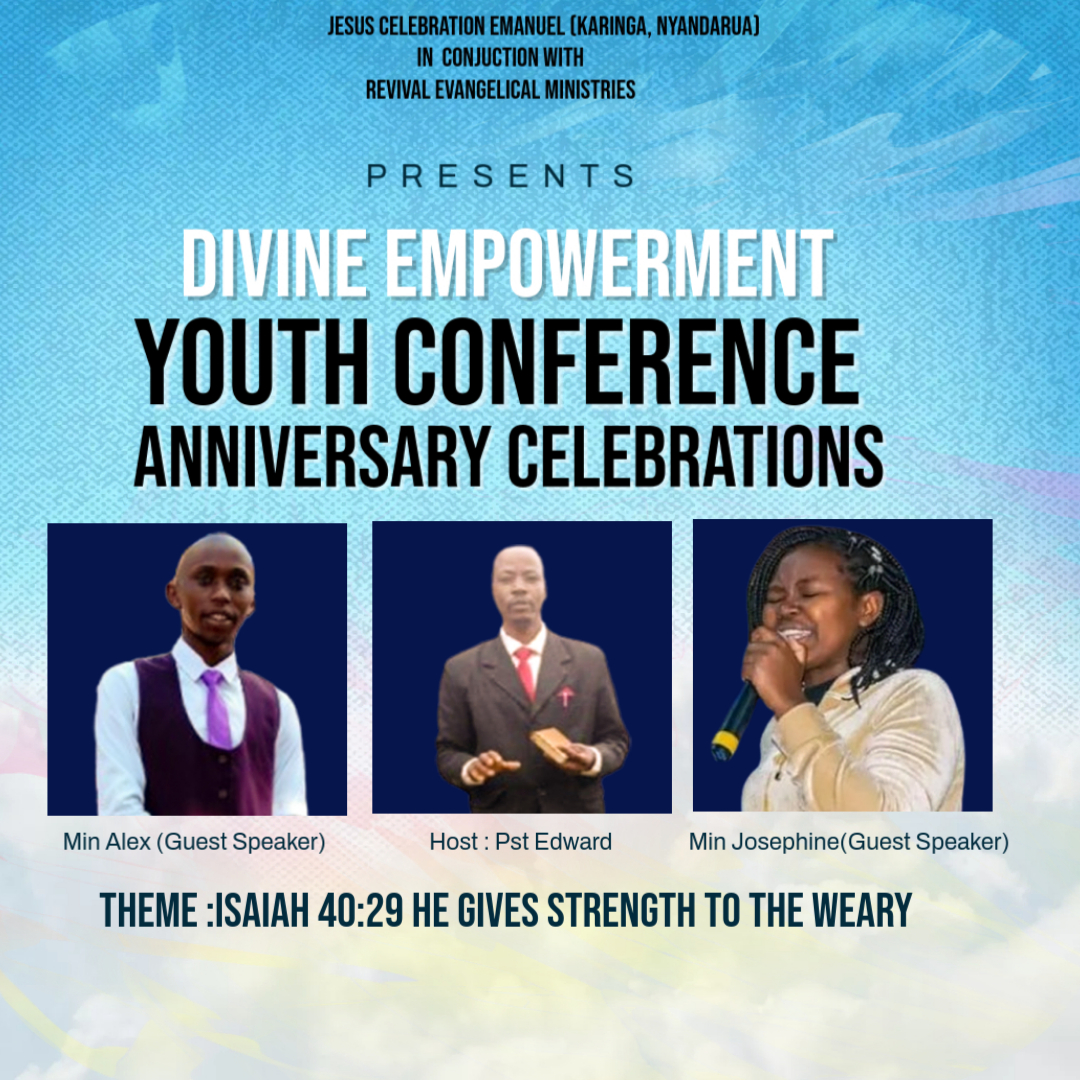 JESUS CELEBRATION EMANUEL (KARINGA, NYANDARUA)
IN CONJUCTION WITH
REVIVAL EVANGELICAL MINISTRIES
PRESENTS
DIVINE EMPOWERMENT
YOUTH CONFERENCE
ANNIVERSARY CELEBRATIONS
Min Alex (Guest Speaker)
Host : Pst Edward
Min Josephine(Guest Speaker)
THEME :ISAIAH 40:29 HE GIVES STRENGTH TO THE WEARY